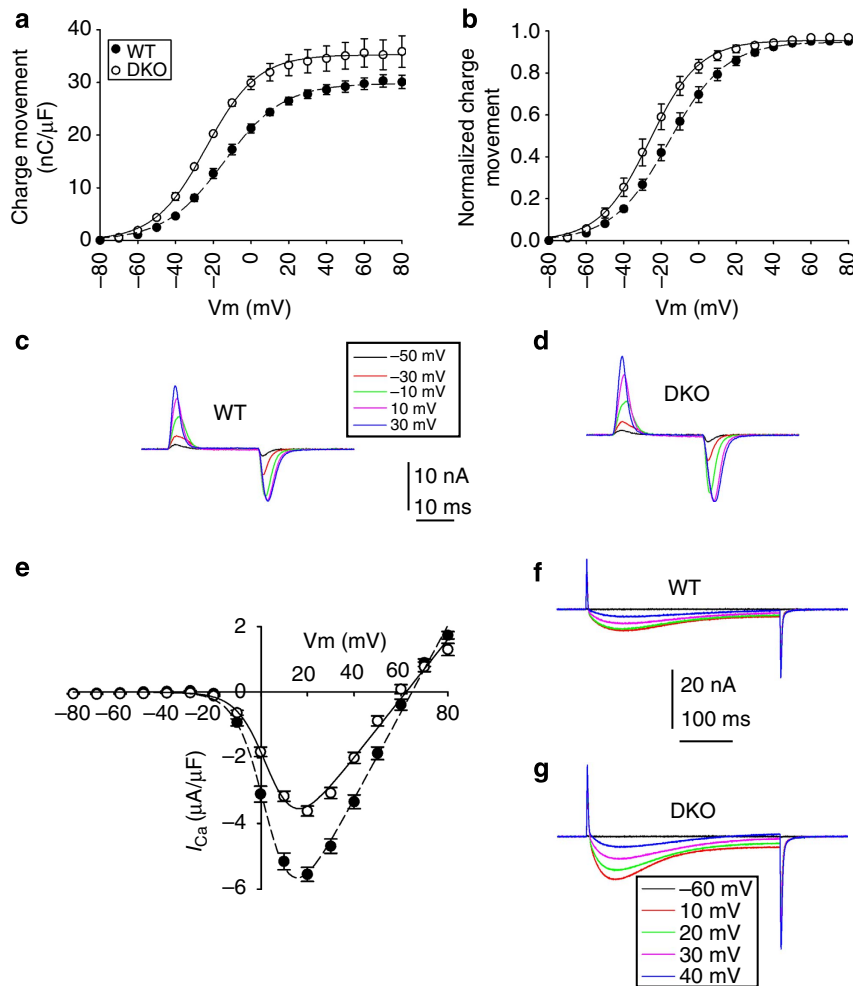 a
40
30
20
10
0
Charge movement
(nC/μF)
WT
DKO
−80
−60
−40
−20
0
20
40
60
80
Vm (mV)
b
1.0
0.8
0.6
0.4
0.2
0.0
Normalized charge
movement
−80
−60
−40
−20
0
20
40
60
80
Vm (mV)
c
WT
−50 mV
−30 mV
−10 mV
10 mV
30 mV
10 nA
10 ms
d
DKO
e
2
Vm (mV)
0
−2
−4
−6
−80 −60 −40 −20 20 40 60 80
ICa (μA/μF)
f
WT
20 nA
100 ms
g
DKO
−60 mV
10 mV
20 mV
30 mV
40 mV